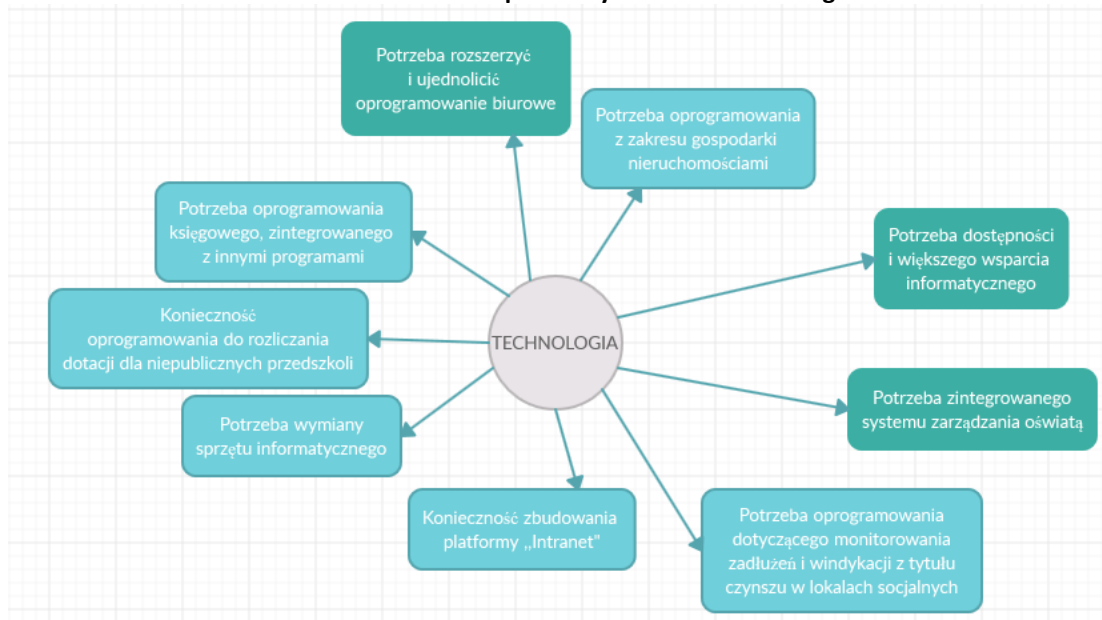 Potrzeba rozszerzyć
i ujednolicić
oprogramowanie biurowe
Potrzeba oprogramowania
z zakresu gospodarki
nieruchomościami
Potrzeba oprogramowania
księgowego, zintegrowanego
z innymi programami
Potrzeba dostępności
i większego wsparcia
informatycznego
Konieczność
oprogramowania do rozliczania
dotacji dla niepublicznych przedszkoli
TECHNOLOGIA
Potrzeba wymiany
sprzętu informatycznego
Potrzeba zintegrowanego
systemu zarządzania oświatą
Konieczność zbudowania
platformy ,,Intranet”
Potrzeba oprogramowania
dotyczącego monitorowania
zadłużeń i windykacji z tytułu
czynszu w lokalach socjalnych